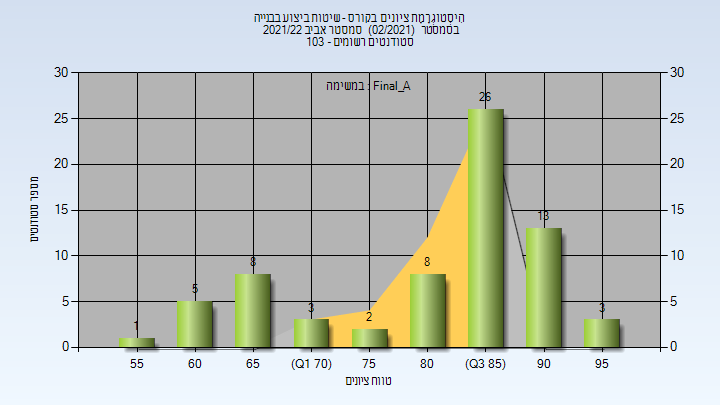 הִיסְטוֹגְרַמַת ציונים בקורס - שיטות ביצוע בבנייה
בסמסטר (02/2021) סמסטר אביב 2021/22
סטודנטים רשומים - 103
במשימה : Final_A
30 30
25 25
20 20
15 15
10 10
5 5
0 0
1 5 8 3 2 8 26 13 3
55 60 65 (Q1 70) 75 80 (Q3 85) 90 95
מספר סטודנטים
טווח ציונים